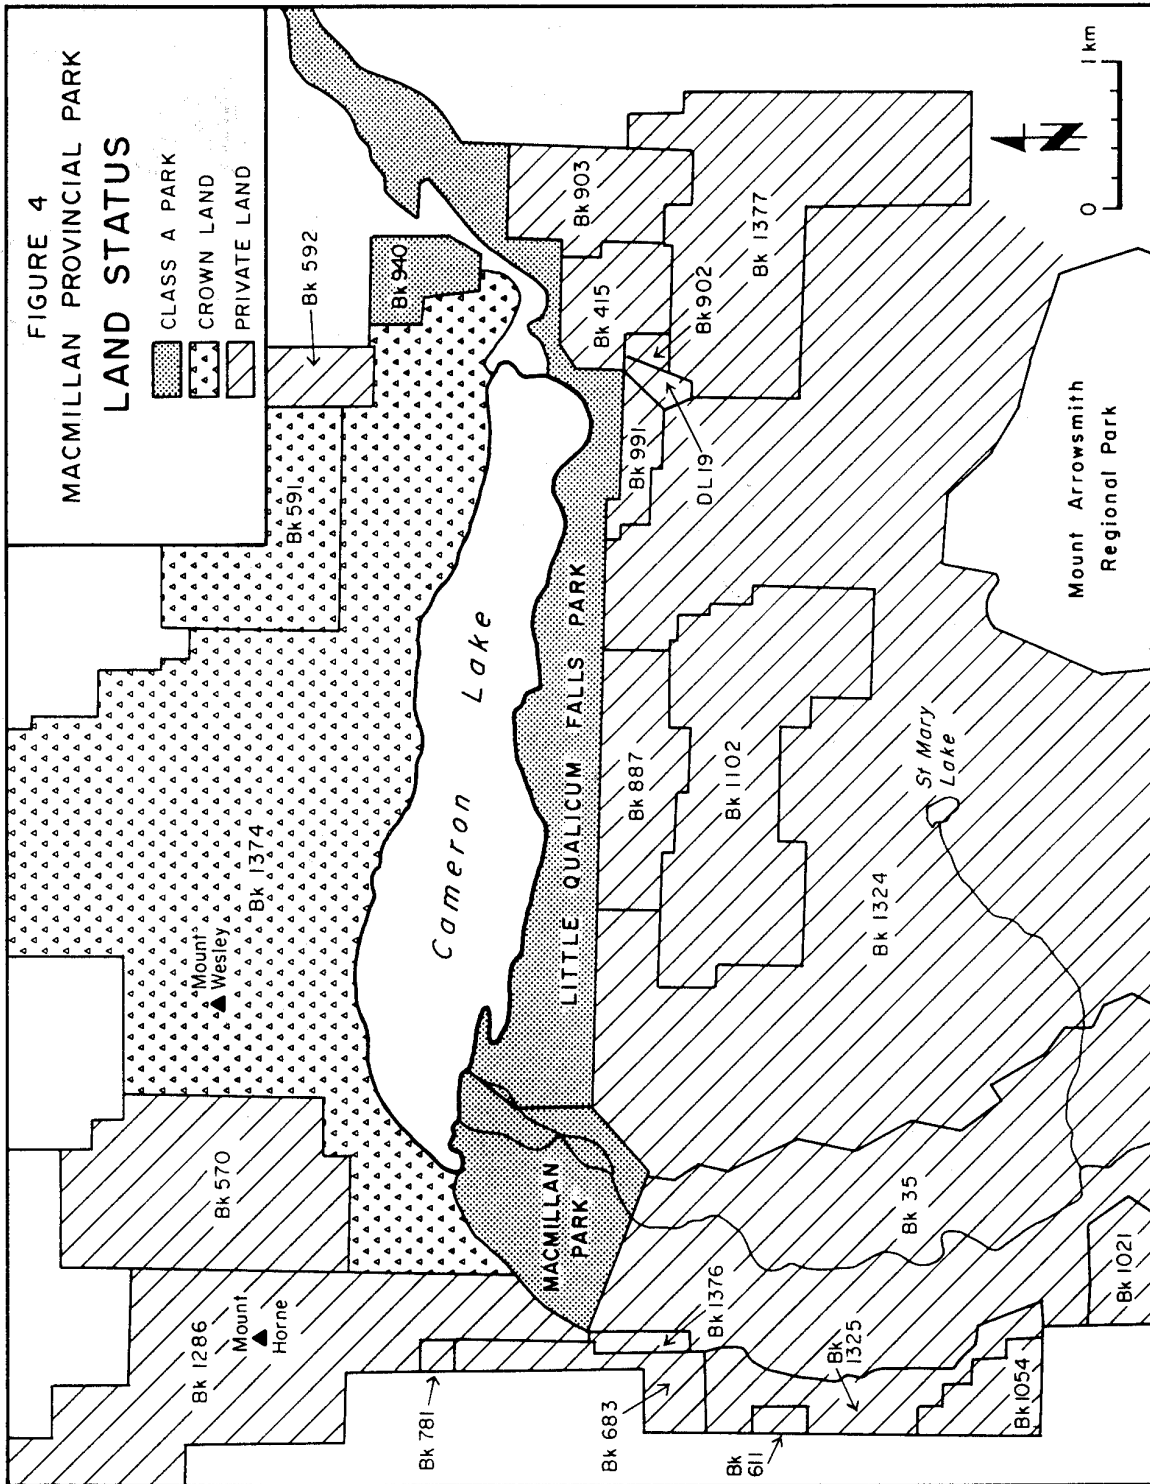 FIGURE 4
MACMILLAN PROVINCIAL PARK
LAND STATUS
CLASS A PARK
CROWN LAND
PRIVATE LAND
Bk 592
Bk 940
Bk 591
Bk 1374
Mount
Wesley
Bk 570
Bk 1286
Mount
Horne
Bk 781
Cameron Lake
LITTLE QUALICUM FALLS PARK
MACMILLAN
PARK
Bk 903
Bk 415
Bk 902
Bk 1377
Bk 991
DL19
Bk 887
Bk 1102
St Mary
Lake
Bk 1324
Mount Arrowsmith
Regional Park
Bk 35
Bk 1376
Bk 683
Bk
611
Bk
1325
Bk 1054
Bk 1021
N
0
1 km